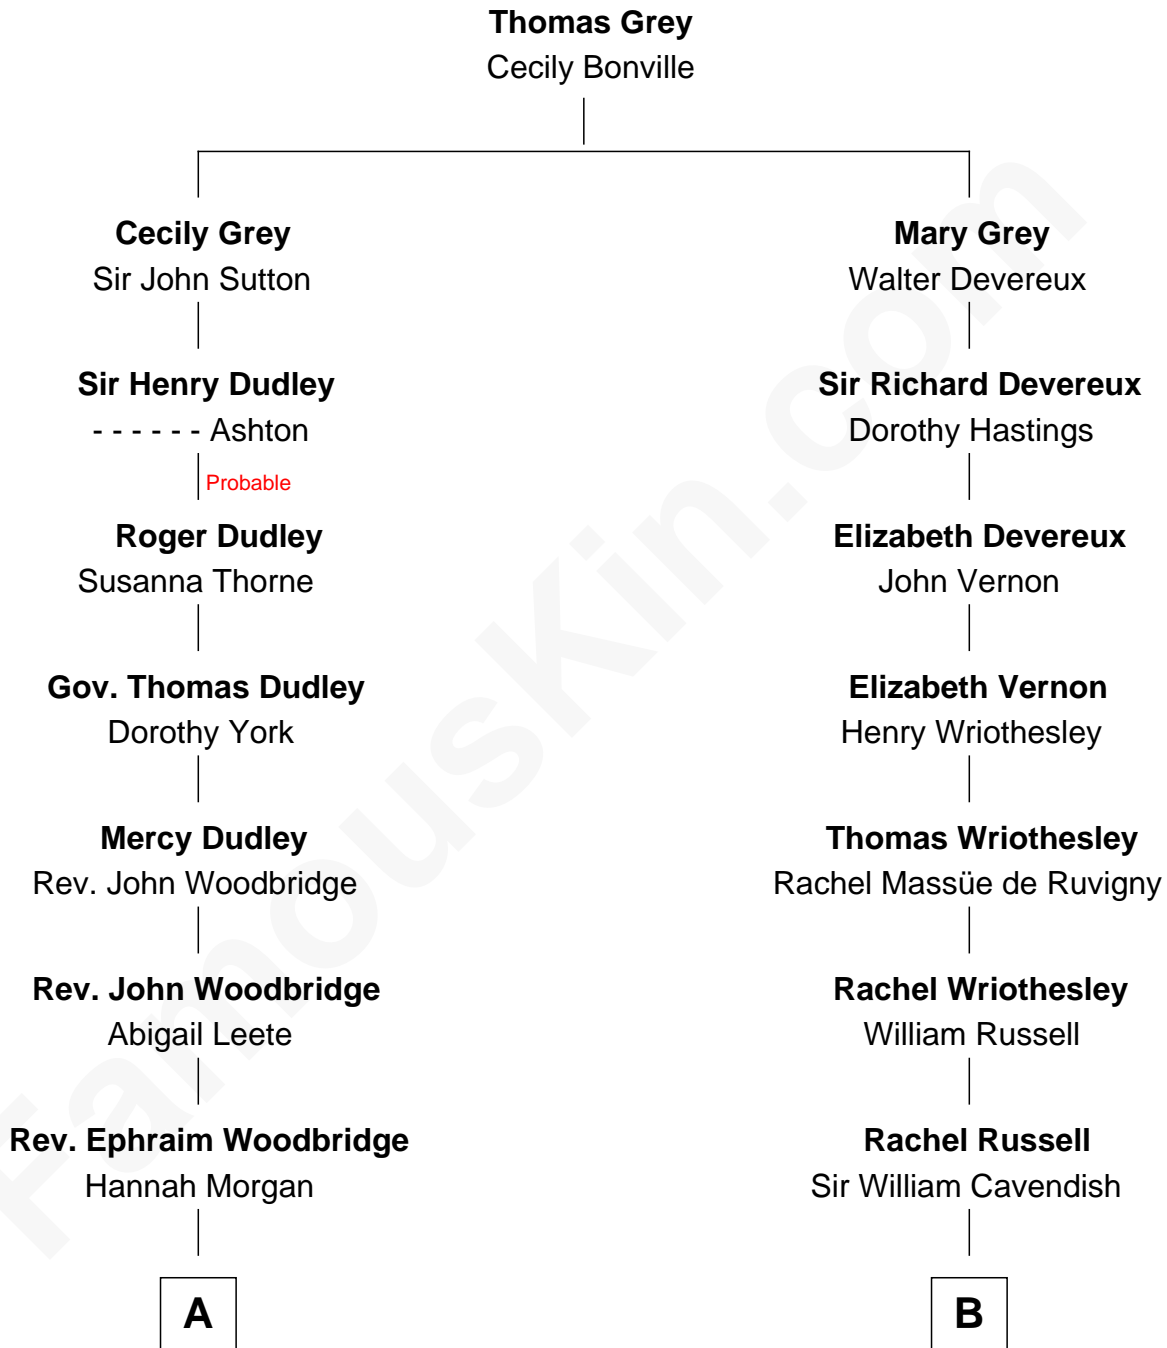 Thomas Grey
Cecily Bonville
Cecily Grey
Sir John Sutton
Mary Grey
Walter Devereux
Sir Henry Dudley
- - - - - - Ashton
Sir Richard Devereux
Dorothy Hastings
Probable
Roger Dudley
Susanna Thorne
Elizabeth Devereux
John Vernon
Gov. Thomas Dudley
Dorothy York
Elizabeth Vernon
Henry Wriothesley
Mercy Dudley
Rev. John Woodbridge
Thomas Wriothesley
Rachel Massüe de Ruvigny
Rev. John Woodbridge
Abigail Leete
Rachel Wriothesley
William Russell
Rev. Ephraim Woodbridge
Hannah Morgan
Rachel Russell
Sir William Cavendish
A
B
FamousKin.com